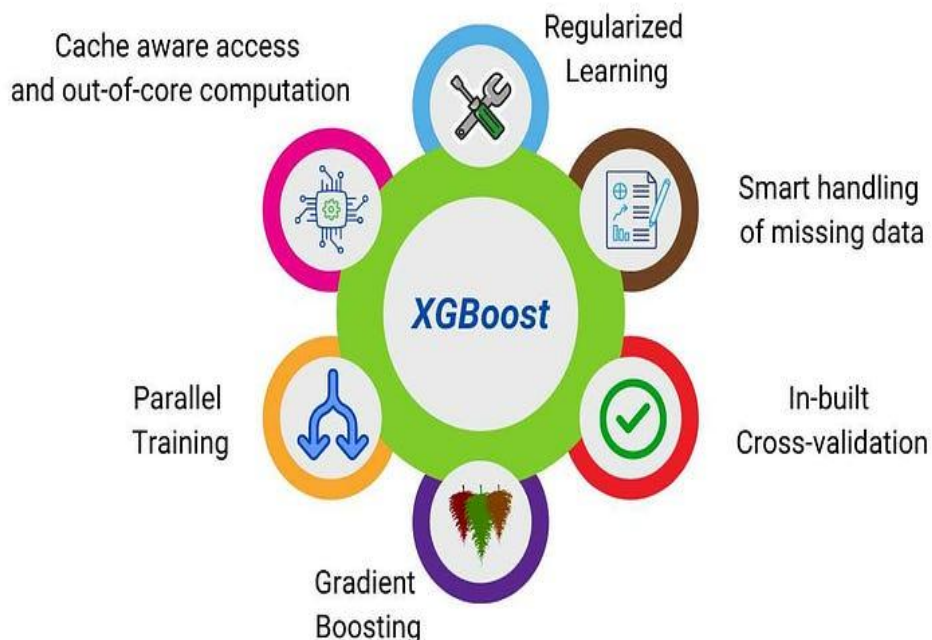 Regularized
Learning
Cache aware access
and out-of-core computation
Smart handling
of missing data
XGBoost
Parallel
Training
In-built
Cross-validation
Gradient
Boosting